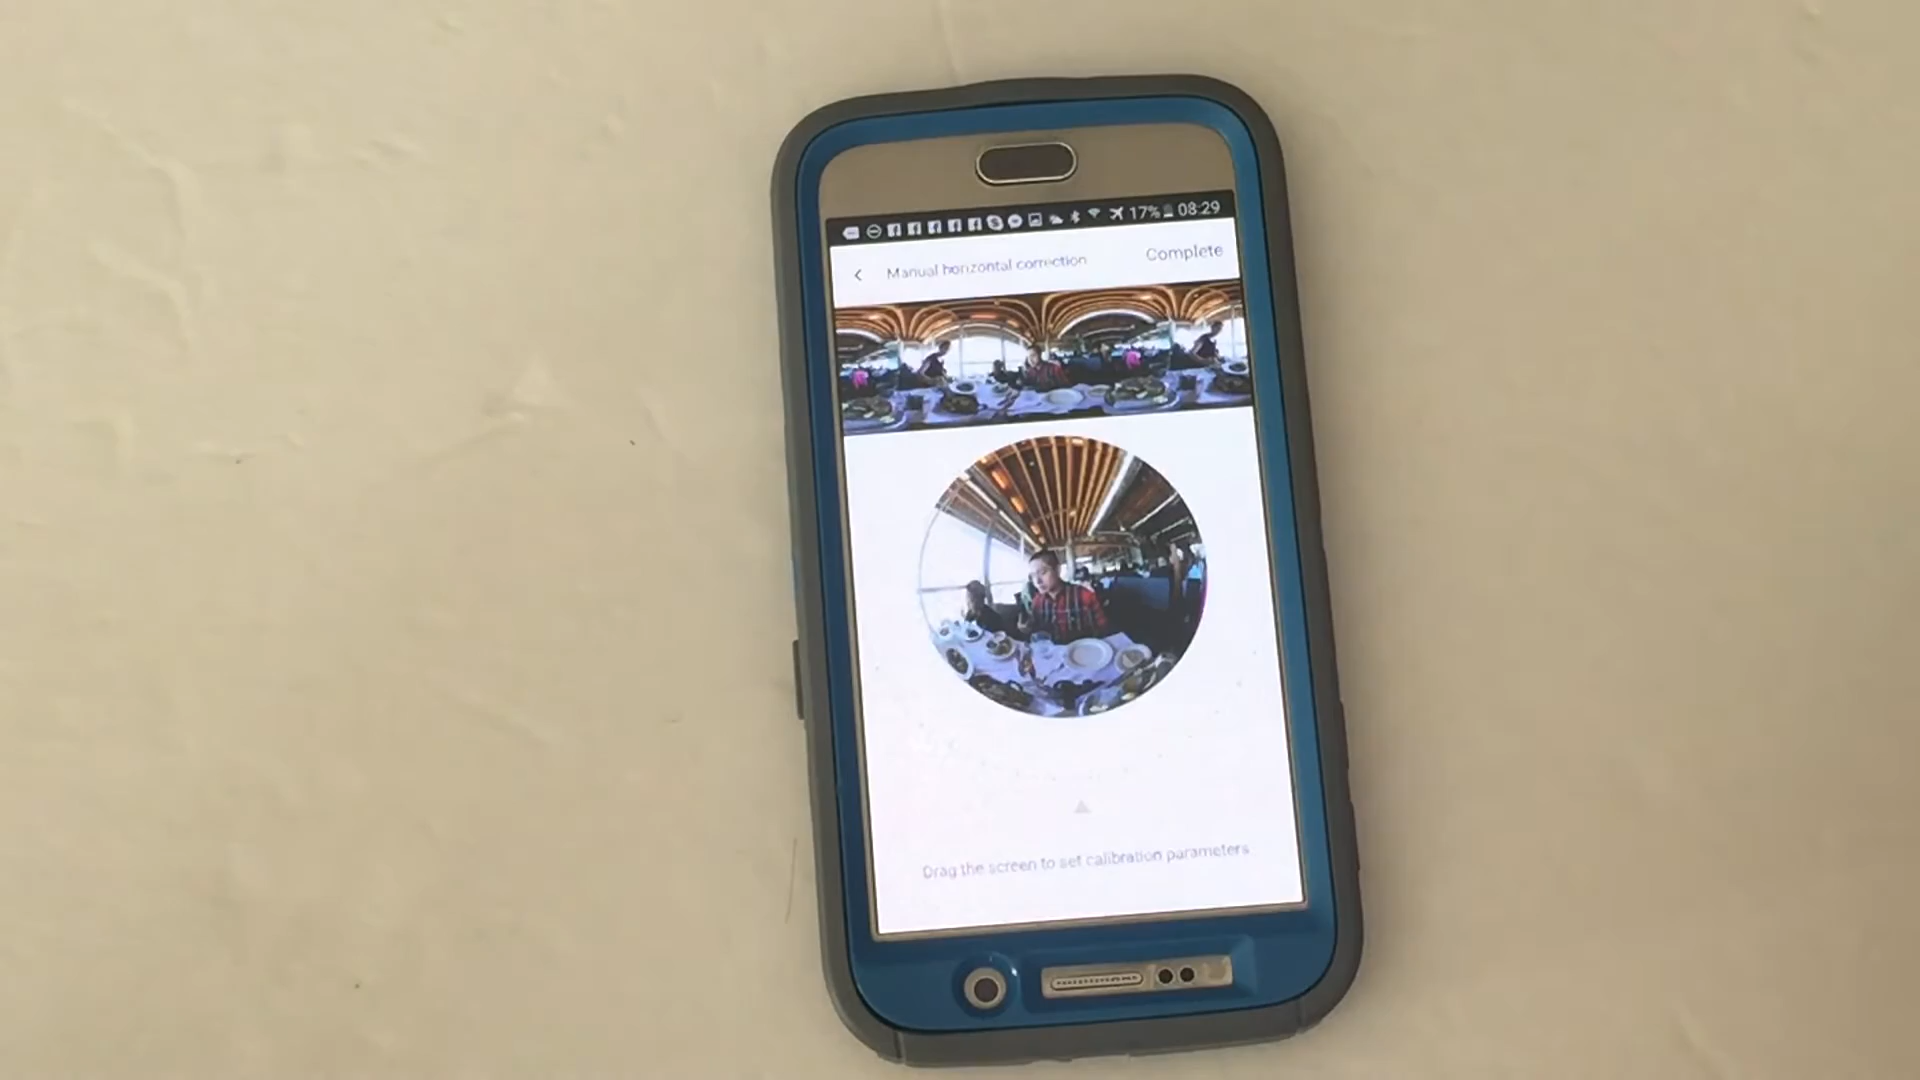 17% 08:29
Manual horizontal correction Complete
Drag the screen to set calibration parameters